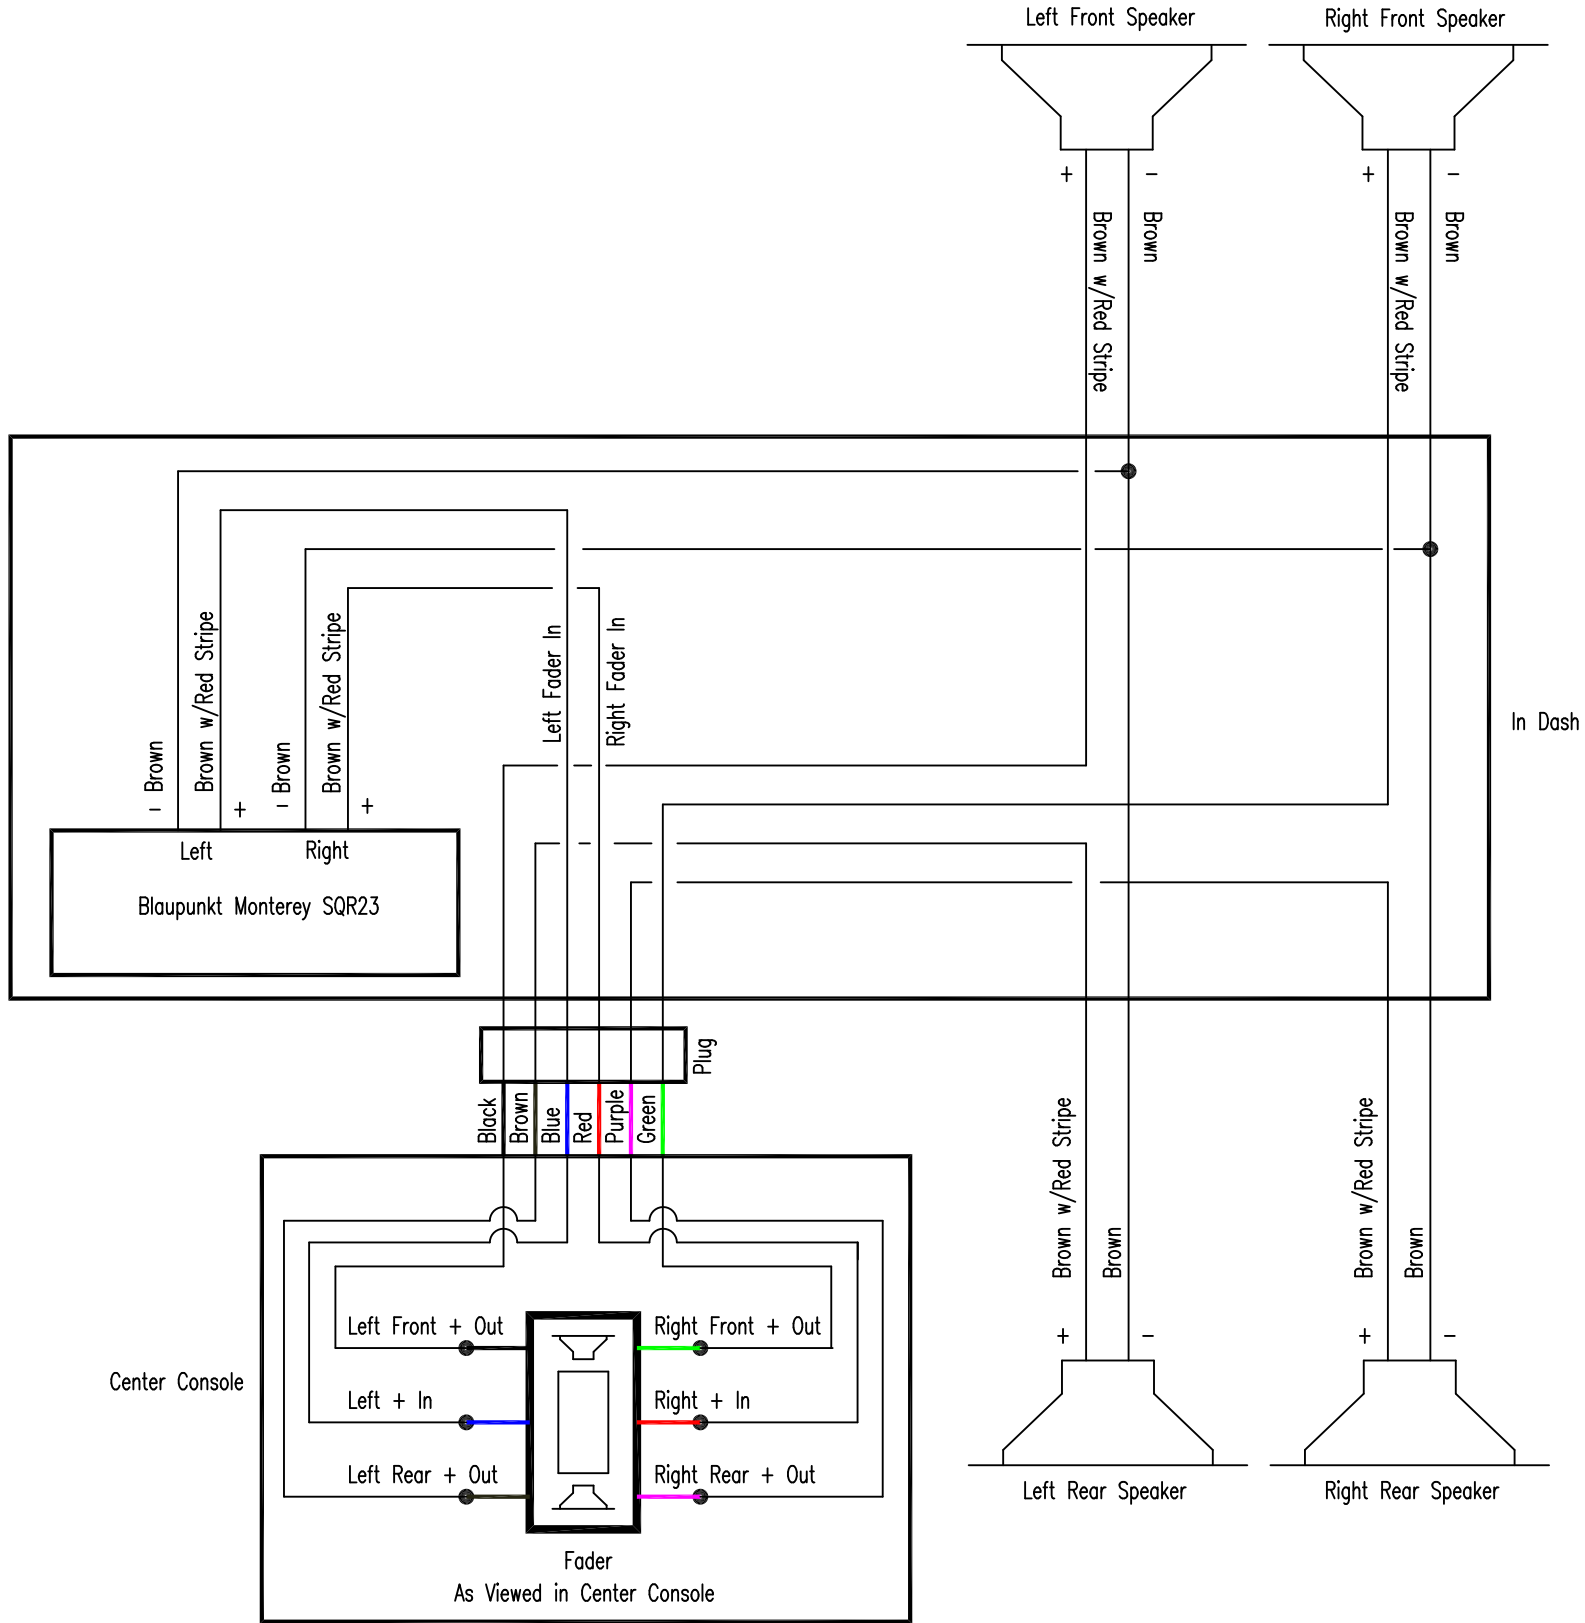 Left Front Speaker
Right Front Speaker
+
−
+
−
Brown w/Red Stripe
Brown
Brown w/Red Stripe
Brown
− Brown
Brown w/Red Stripe
+
− Brown
Brown w/Red Stripe
+
Left Fader In
Right Fader In
In Dash
Left
Right
Blaupunkt Monterey SQR23
Plug
Black
Brown
Blue
Red
Purple
Green
Brown w/Red Stripe
Brown
Brown w/Red Stripe
Brown
+
−
+
−
Left Front + Out
Right Front + Out
Center Console
Left + In
Right + In
Left Rear + Out
Right Rear + Out
Left Rear Speaker
Right Rear Speaker
Fader
As Viewed in Center Console